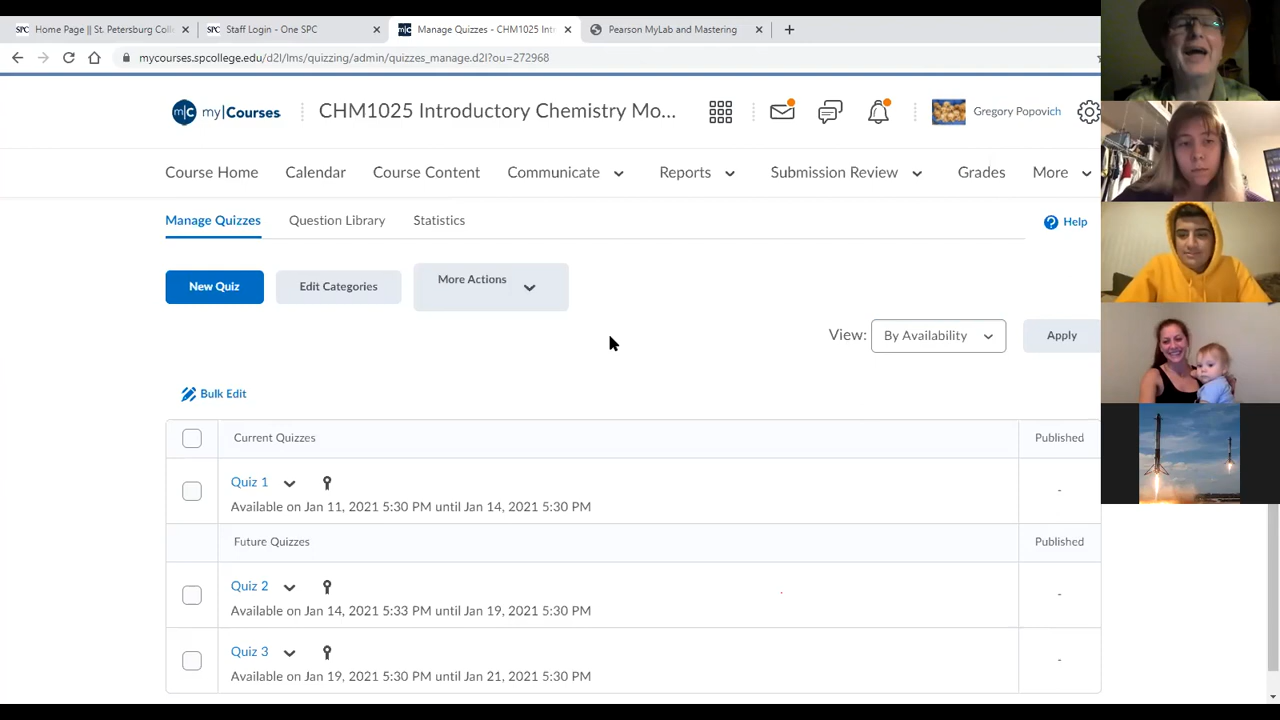 SPC Home Page || St. Petersburg Coll
SPC Staff Login - One SPC
m|c Manage Quizzes - CHM1025 Int
Pearson MyLab and Mastering
mycourses.spcollege.edu/d2l/lms/quizzing/admin/quizzes_manage.d2l?ou=272968
m|C my|Courses
CHM1025 Introductory Chemistry Mo...
Gregory Popovich
Course Home Calendar Course Content Communicate Reports Submission Review Grades More
Manage Quizzes Question Library Statistics
Help
New Quiz Edit Categories More Actions
View: By Availability Apply
Bulk Edit
Current Quizzes Published
Quiz 1
-
Available on Jan 11, 2021 5:30 PM until Jan 14, 2021 5:30 PM
Future Quizzes Published
Quiz 2
-
Available on Jan 14, 2021 5:33 PM until Jan 19, 2021 5:30 PM
Quiz 3
-
Available on Jan 19, 2021 5:30 PM until Jan 21, 2021 5:30 PM